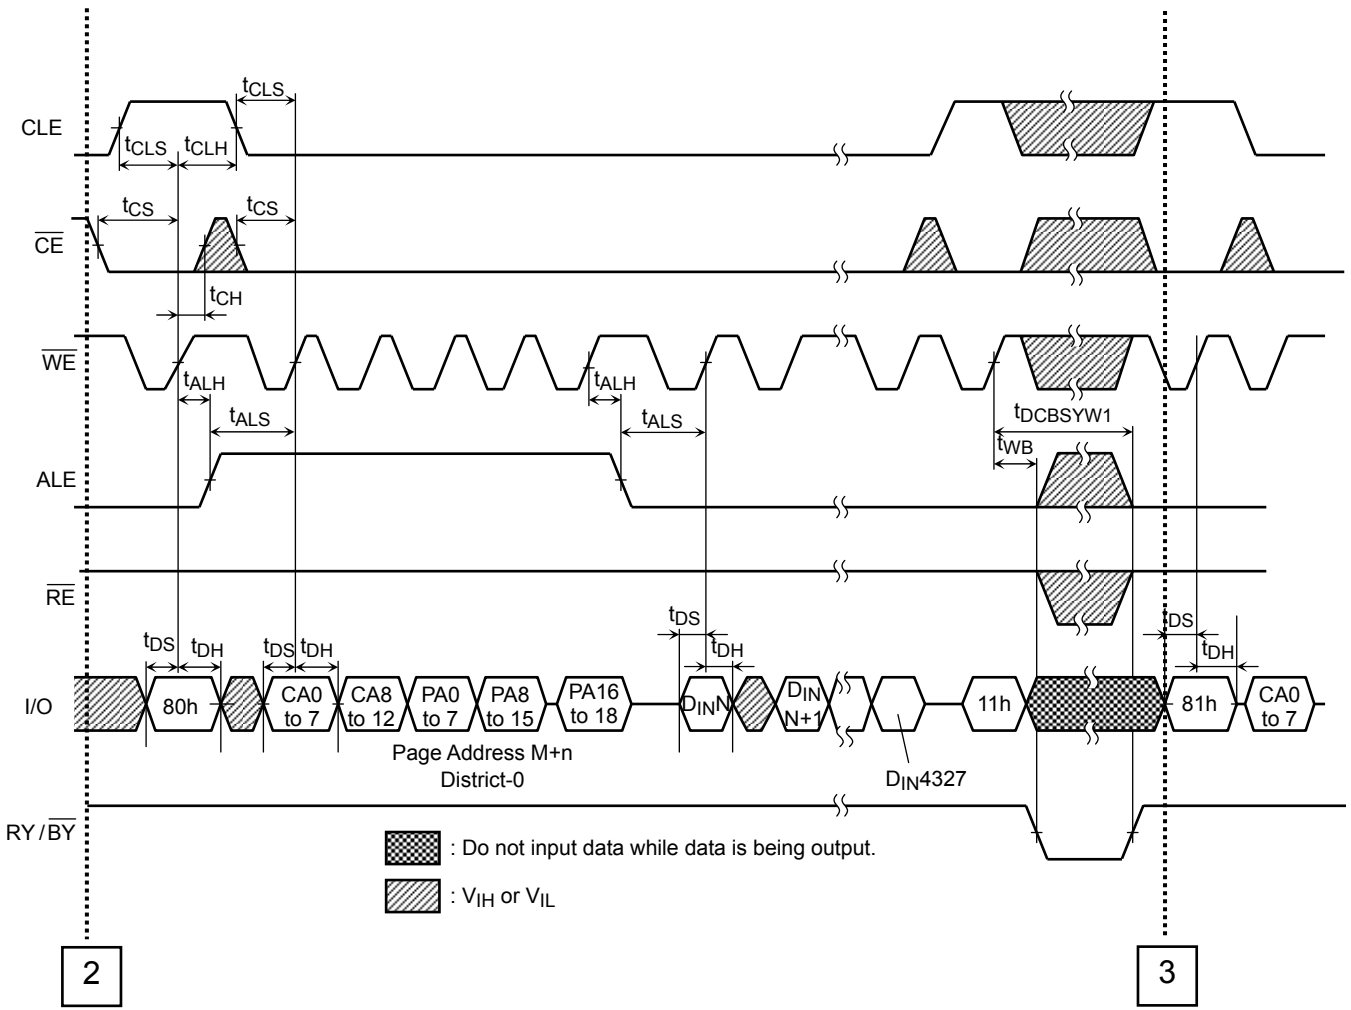 tCLS
CLE
tCLS
tCLH
tCS
tCS
CE
tCH
WE
tALH
tALH
tALS
tALS
tDCBSYW1
tWB
ALE
RE
tDS
tDH
tDS
tDH
tDS
tDH
tDS
tDH
I/O
80h
CA0 to 7
CA8 to 12
PA0 to 7
PA8 to 15
PA16 to 18
DINN
DIN N+1
11h
81h
CA0 to 7
Page Address M+n
District-0
DIN4327
RY/BY
: Do not input data while data is being output.
: VIH or VIL
2
3